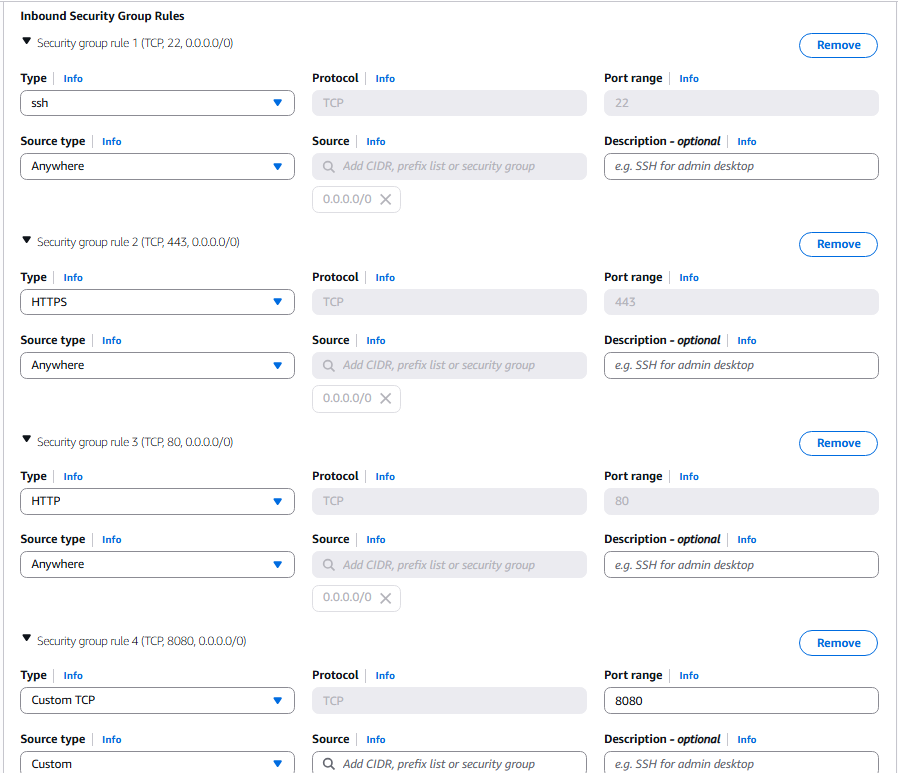 Inbound Security Group Rules
Security group rule 1 (TCP, 22, 0.0.0.0/0)
Remove
Type Info
Protocol Info
Port range Info
ssh
TCP
22
Source type Info
Source Info
Description - optional Info
Anywhere
Add CIDR, prefix list or security group
e.g. SSH for admin desktop
0.0.0.0/0
Security group rule 2 (TCP, 443, 0.0.0.0/0)
Remove
Type Info
Protocol Info
Port range Info
HTTPS
TCP
443
Source type Info
Source Info
Description - optional Info
Anywhere
Add CIDR, prefix list or security group
e.g. SSH for admin desktop
0.0.0.0/0
Security group rule 3 (TCP, 80, 0.0.0.0/0)
Remove
Type Info
Protocol Info
Port range Info
HTTP
TCP
80
Source type Info
Source Info
Description - optional Info
Anywhere
Add CIDR, prefix list or security group
e.g. SSH for admin desktop
0.0.0.0/0
Security group rule 4 (TCP, 8080, 0.0.0.0/0)
Remove
Type Info
Protocol Info
Port range Info
Custom TCP
TCP
8080
Source type Info
Source Info
Description - optional Info
Custom
Add CIDR, prefix list or security group
e.g. SSH for admin desktop